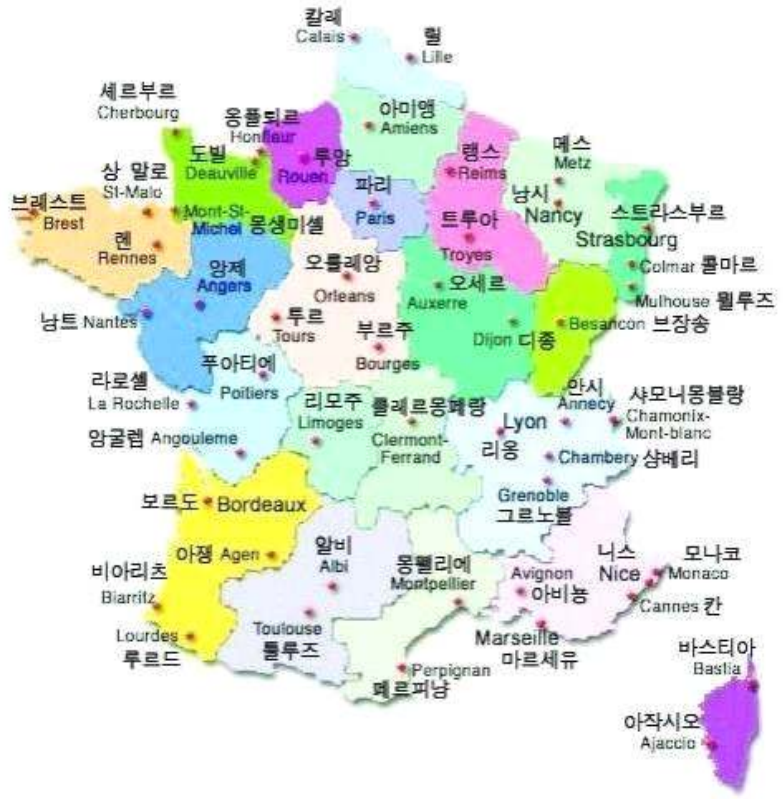 칼레
Calais
릴
Lille
셰르부르
Cherbourg
옹플뢰르
Honfleur
아미앵
Amiens
도빌
Deauville
루앙
Rouen
랭스
Reims
메스
Metz
상 말로
St-Malo
파리
Paris
낭시
Nancy
브레스트
Brest
Mont-St-
Michel 몽생미셸
트루아
Troyes
스트라스부르
Strasbourg
렌
Rennes
앙제
Angers
오를레앙
Orleans
오세르
Auxerre
Colmar 콜마르
Mulhouse 뮐루즈
낭트 Nantes
투르
Tours
부르주
Bourges
Dijon 디종
Besancon 브장송
푸아티에
Poitiers
라로셸
La Rochelle
리모주
Limoges
클레르몽페랑
Clermont-
Ferrand
Lyon
리옹
안시
Annecy
샤모니몽블랑
Chamonix-
Mont-blanc
앙굴렘 Angouleme
Chambery 샹베리
Grenoble
그르노블
보르도 Bordeaux
아쟁 Agen
알비
Albi
몽펠리에
Montpellier
Avignon
아비뇽
니스
Nice
모나코
Monaco
비아리츠
Biarritz
Cannes 칸
Lourdes
루르드
Toulouse
툴루즈
Marseille
마르세유
Perpignan
페르피냥
바스티아
Bastia
아작시오
Ajaccio